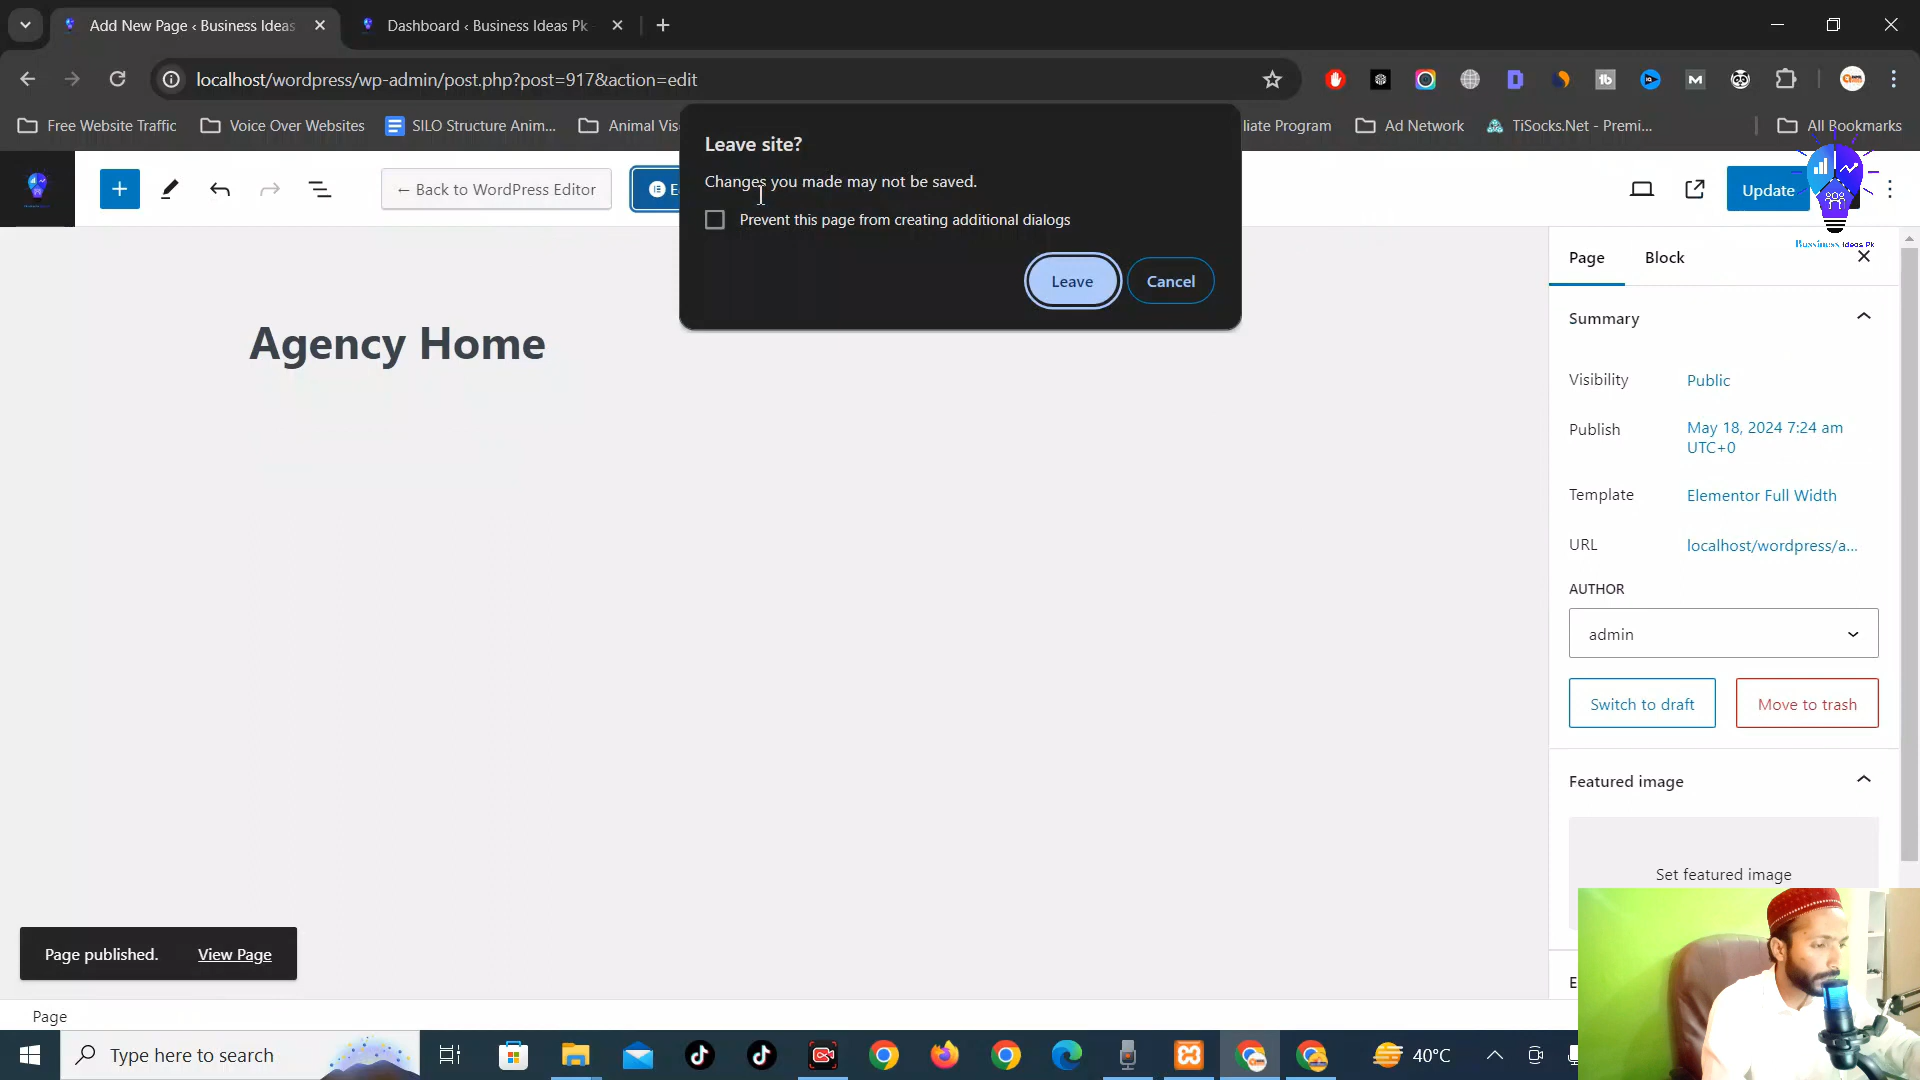 Add New Page ‹ Business Ideas
Dashboard ‹ Business Ideas Pk
localhost/wordpress/wp-admin/post.php?post=917&action=edit
Free Website Traffic
Voice Over Websites
SILO Structure Anim...
Animal Vis
liate Program
Ad Network
TiSocks.Net - Premi...
All Bookmarks
Leave site?
Changes you made may not be saved.
Prevent this page from creating additional dialogs
Leave
Cancel
← Back to WordPress Editor
Update
Bussiness Ideas Pk
Agency Home
Page
Block
Summary
Visibility
Public
Publish
May 18, 2024 7:24 am
UTC+0
Template
Elementor Full Width
URL
localhost/wordpress/a...
AUTHOR
admin
Switch to draft
Move to trash
Featured image
Set featured image
Page published.
View Page
Page
Type here to search
40°C